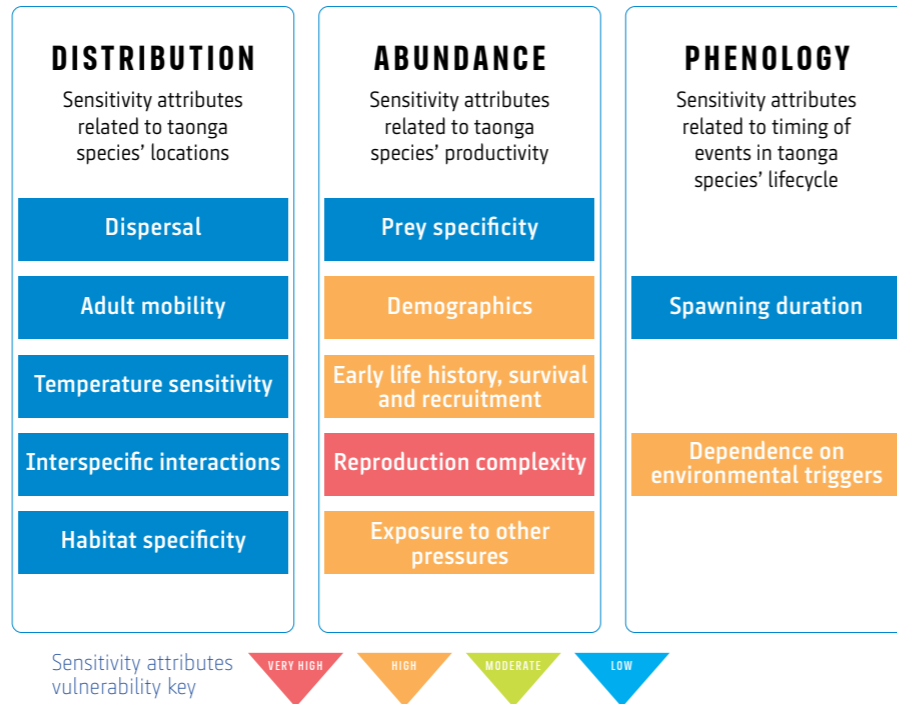 DISTRIBUTION
Sensitivity attributes
related to taonga
species' locations
Dispersal
Adult mobility
Temperature sensitivity
Interspecific interactions
Habitat specificity
ABUNDANCE
Sensitivity attributes
related to taonga
species' productivity
Prey specificity
Demographics
Early life history, survival
and recruitment
Reproduction complexity
Exposure to other
pressures
PHENOLOGY
Sensitivity attributes
related to timing of
events in taonga
species' lifecycle
Spawning duration
Dependence on
environmental triggers
Sensitivity attributes
vulnerability key
VERY HIGH
HIGH
MODERATE
LOW